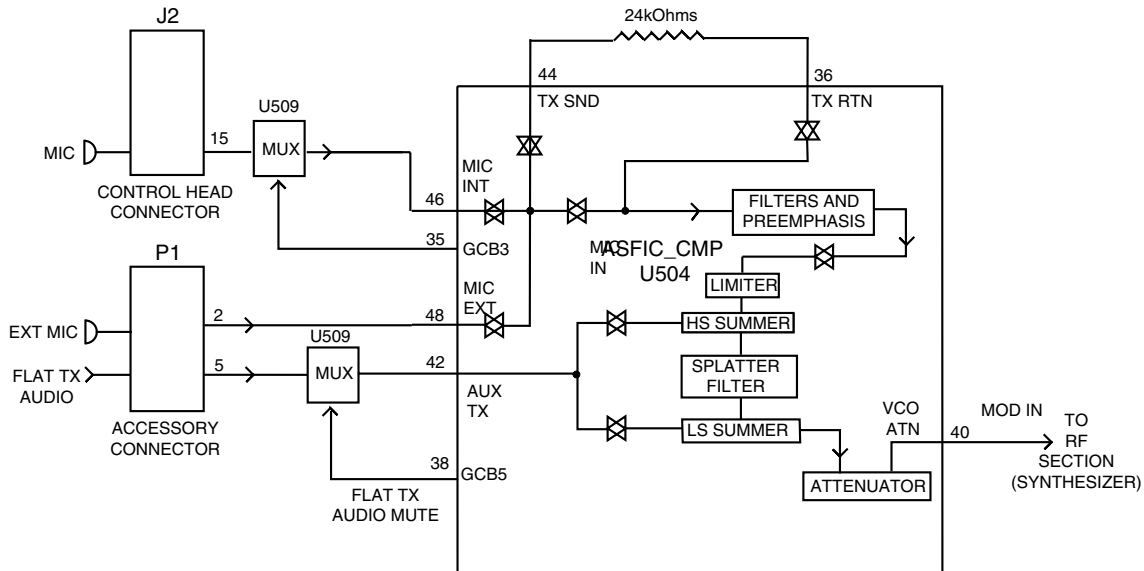 24kOhms
J2
44
36
TX SND
TX RTN
U509
15
MUX
MIC
MIC
INT
46
FILTERS AND
PREEMPHASIS
CONTROL HEAD
CONNECTOR
35
GCB3
MIC
IN
ASFIC_CMP
U504
P1
LIMITER
MIC
EXT
2
48
EXT MIC
HS SUMMER
U509
5
MUX
42
FLAT TX
AUDIO
SPLATTER
FILTER
AUX
TX
ACCESSORY
CONNECTOR
LS SUMMER
VCO
ATN
40
MOD IN
TO
RF
SECTION
(SYNTHESIZER)
38
GCB5
ATTENUATOR
FLAT TX
AUDIO MUTE